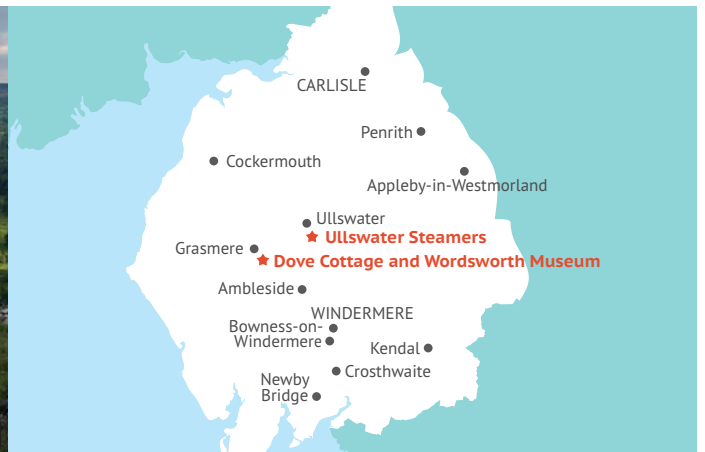 CARLISLE
Penrith
Cockermouth
Appleby-in-Westmorland
Ullswater
Ullswater Steamers
Grasmere
Dove Cottage and Wordsworth Museum
Ambleside
WINDERMERE
Bowness-on-
Windermere
Kendal
Crosthwaite
Newby
Bridge